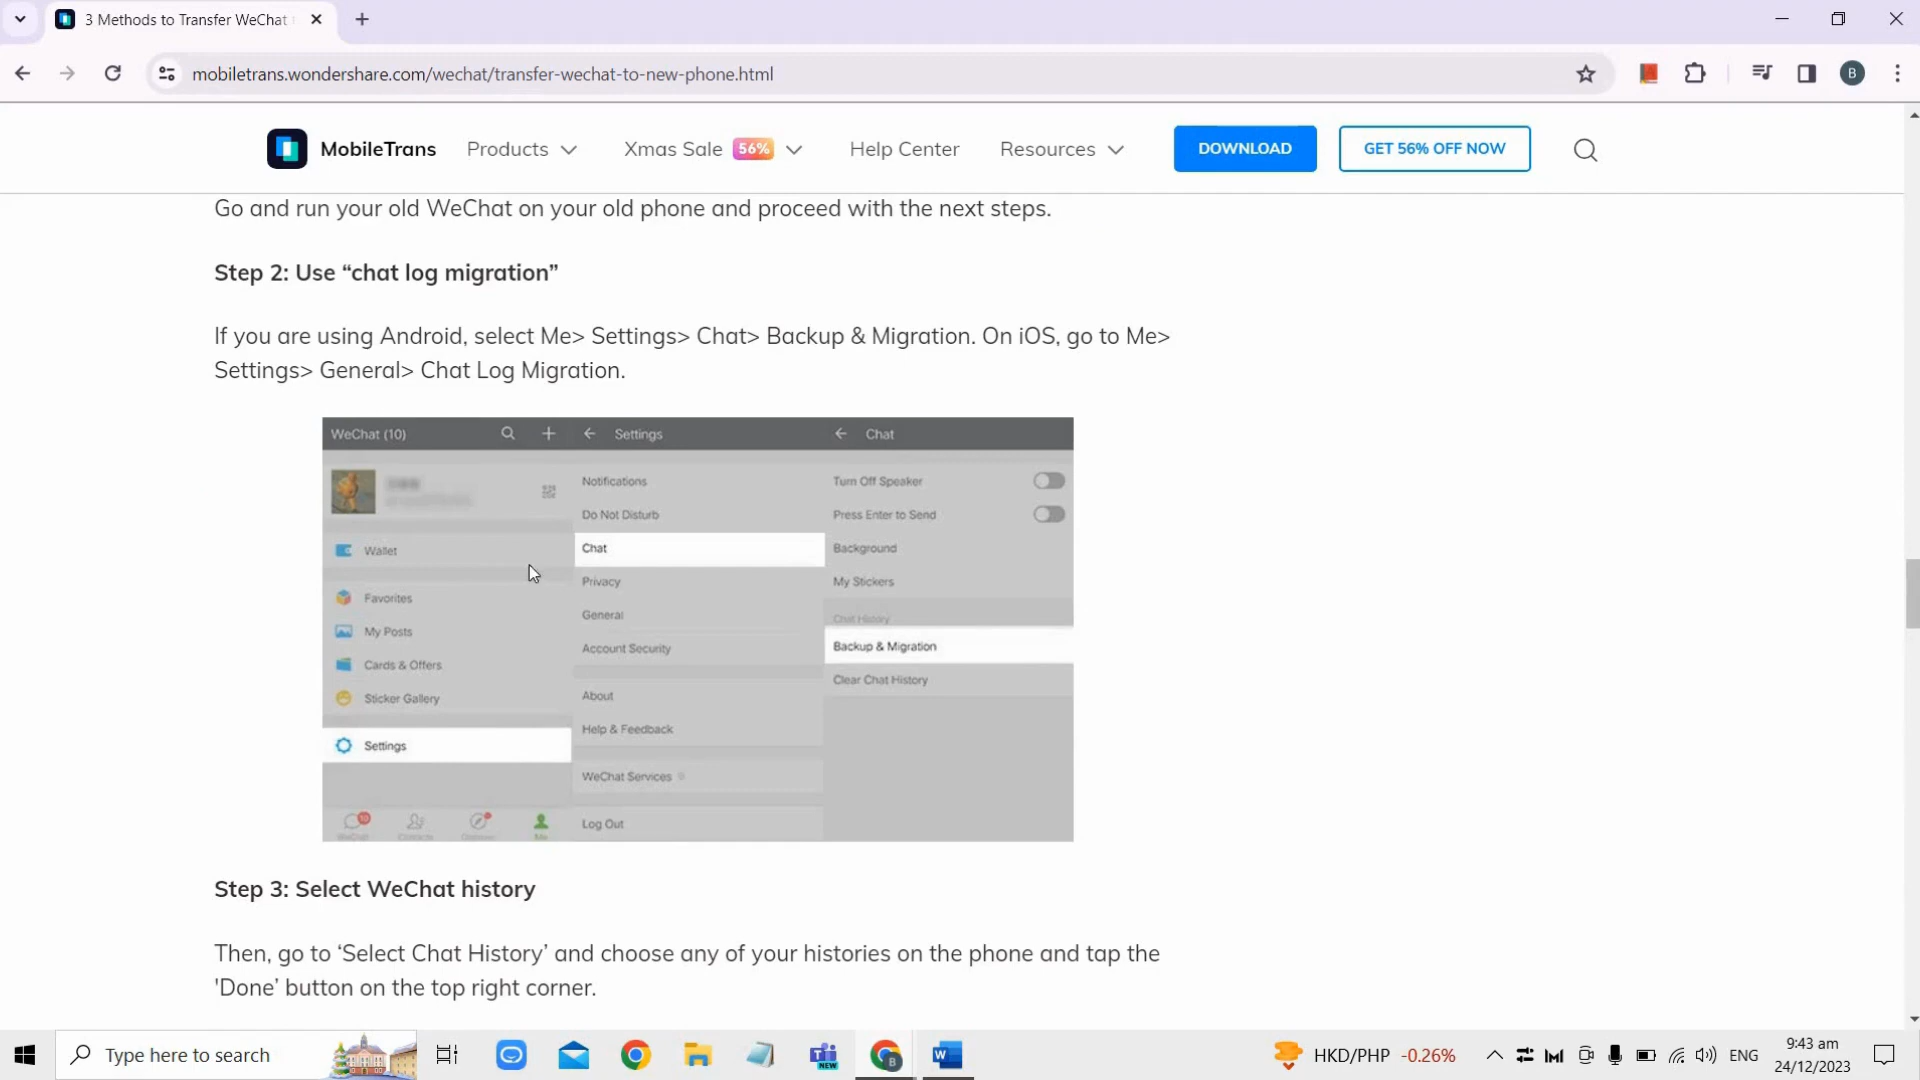 3 Methods to Transfer WeChat
mobiletrans.wondershare.com/wechat/transfer-wechat-to-new-phone.html
B
MobileTrans
Products
Xmas Sale 56%
Help Center
Resources
DOWNLOAD
GET 56% OFF NOW
Go and run your old WeChat on your old phone and proceed with the next steps.
Step 2: Use “chat log migration”
If you are using Android, select Me> Settings> Chat> Backup & Migration. On iOS, go to Me>
Settings> General> Chat Log Migration.
WeChat (10)
Wallet
Favorites
My Posts
Cards & Offers
Sticker Gallery
Settings
WeChat
Contacts
Me
Settings
Notifications
Do Not Disturb
Chat
Privacy
General
Account Security
About
Help & Feedback
WeChat Services
Log Out
Chat
Turn Off Speaker
Press Enter to Send
Background
My Stickers
Chat History
Backup & Migration
Clear Chat History
Step 3: Select WeChat history
Then, go to ‘Select Chat History’ and choose any of your histories on the phone and tap the
'Done’ button on the top right corner.
Type here to search
NEW
HKD/PHP -0.26%
ENG
9:43 am
24/12/2023